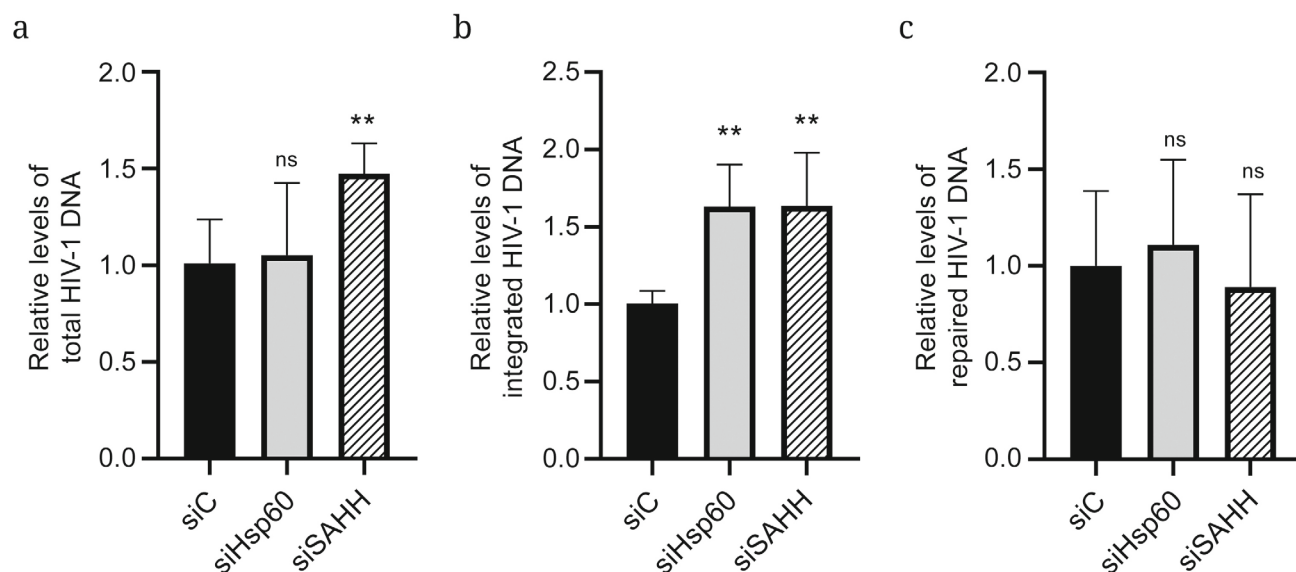 a
Relative levels of
total HIV-1 DNA
2.0
1.5
1.0
0.5
0.0
ns
**
siC
siHsp60
siSAHH
b
Relative levels of
integrated HIV-1 DNA
2.5
2.0
1.5
1.0
0.5
0.0
**
**
siC
siHsp60
siSAHH
c
Relative levels of
repaired HIV-1 DNA
2.0
1.5
1.0
0.5
0.0
ns
ns
siC
siHsp60
siSAHH